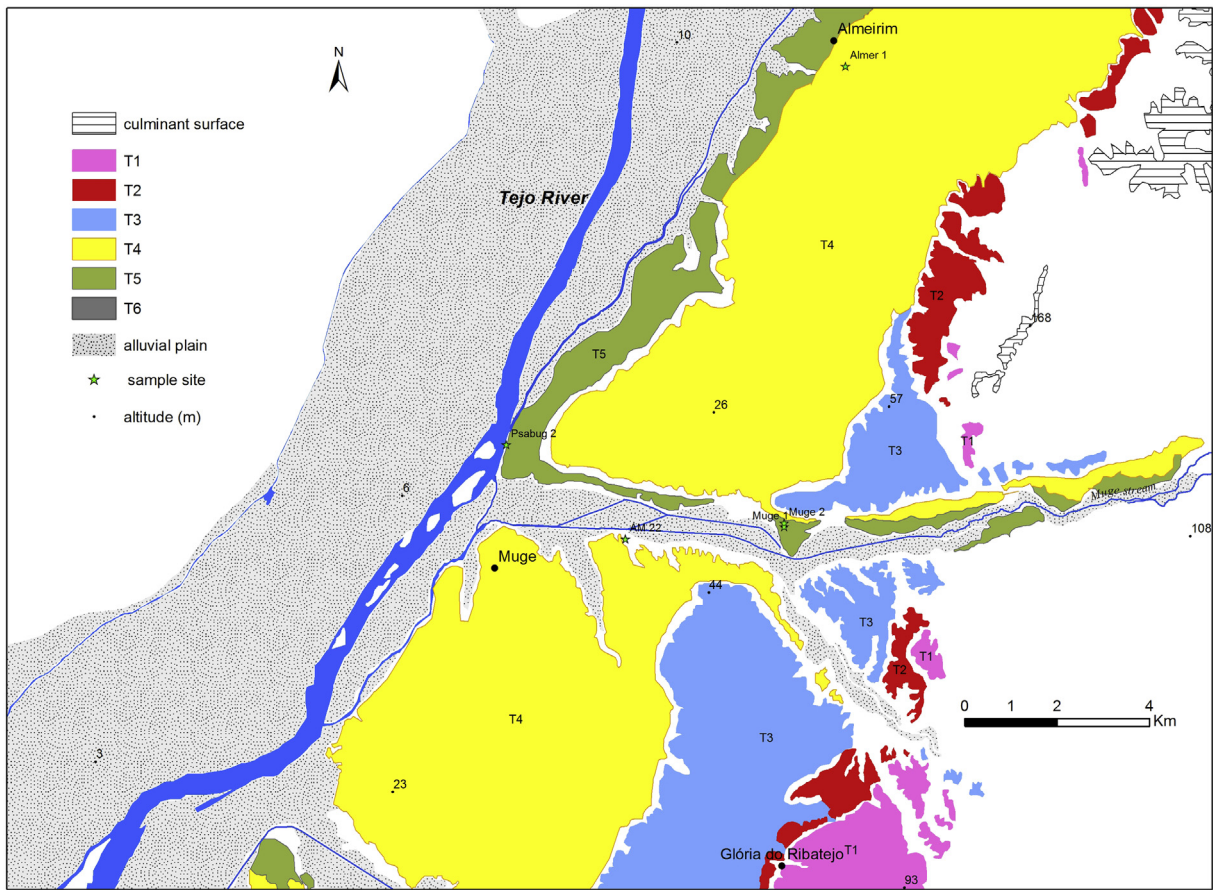 10
Almeirim
Almer 1
N
culminant surface
T1
T2
T3
T4
T5
T6
alluvial plain
sample site
altitude (m)
Tejo River
T4
T2
168
T5
26
57
T1
T3
Psabug 2
6
Muge stream
Muge 1
Muge 2
AM 22
108
Muge
44
T3
T2
T1
0 1 2 4
Km
T4
T3
3
23
Glória do Ribatejo
T1
93